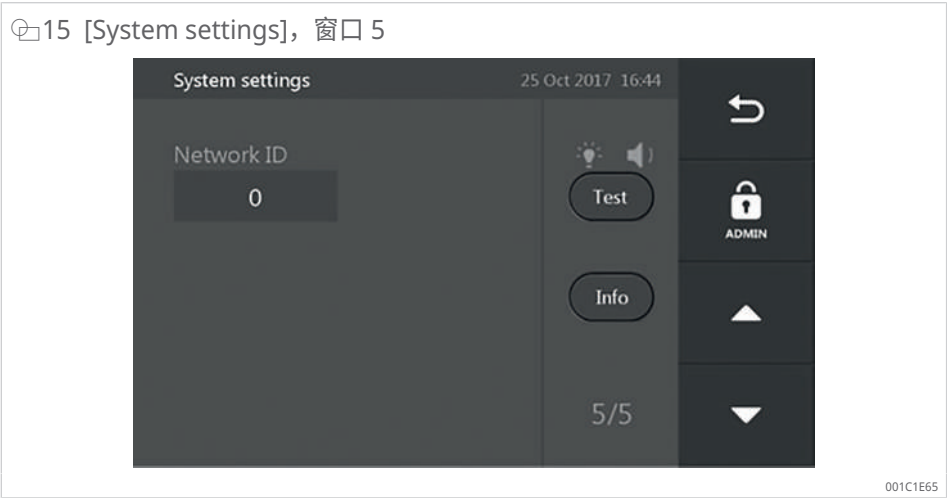 15 [System settings]，窗口 5
System settings
25 Oct 2017 16:44
Network ID
0
Test
Info
5/5
ADMIN
001C1E65